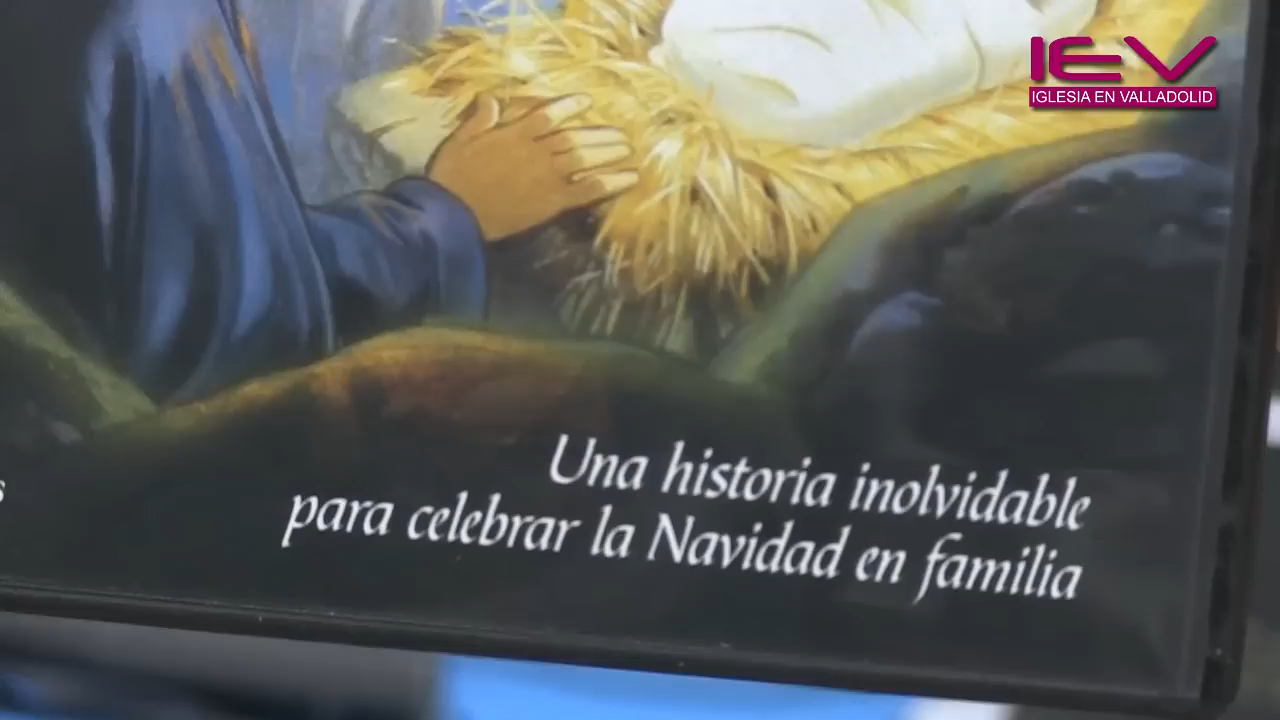 IEV
IGLESIA EN VALLADOLID
Una historia inolvidable
para celebrar la Navidad en familia